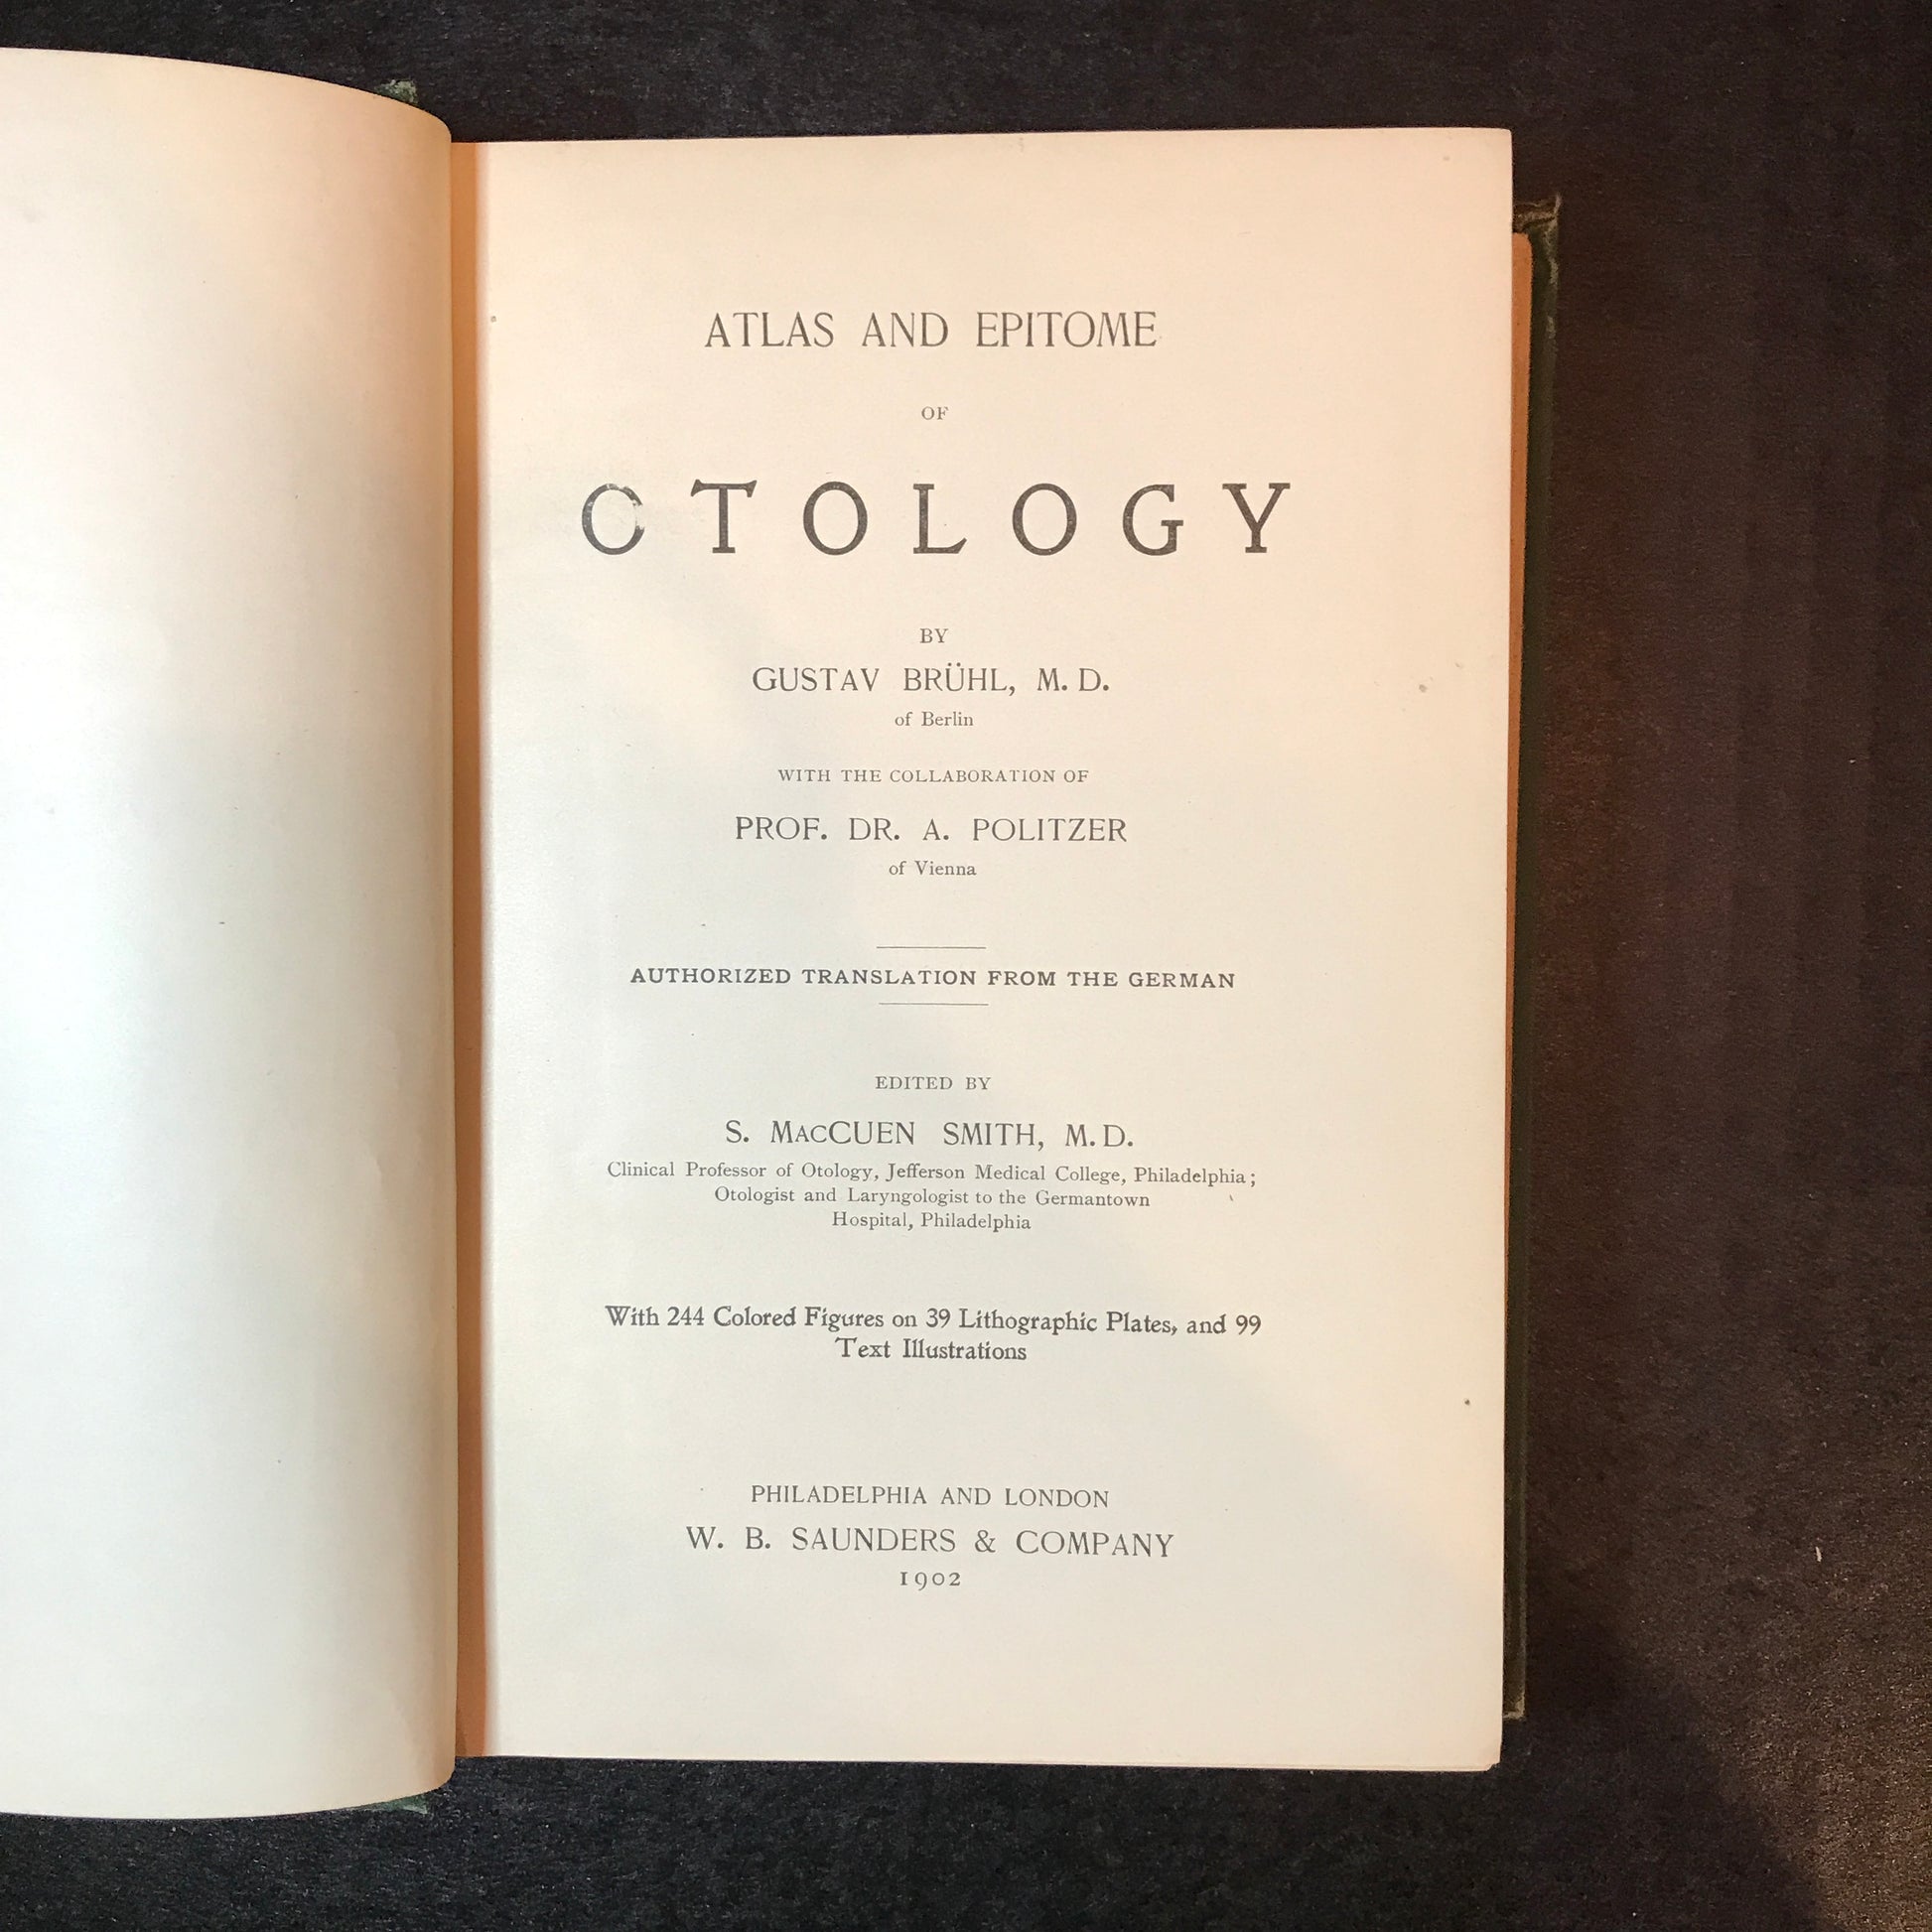 ATLAS AND EPITOME
OF
OTOLOGY
BY
GUSTAV BRÜHL, M. D.
of Berlin
WITH THE COLLABORATION OF
PROF. DR. A. POLITZER
of Vienna
AUTHORIZED TRANSLATION FROM THE GERMAN
EDITED BY
S. MacCUEN SMITH, M. D.
Clinical Professor of Otology, Jefferson Medical College, Philadelphia;
Otologist and Laryngologist to the Germantown
Hospital, Philadelphia
With 244 Colored Figures on 39 Lithographic Plates, and 99
Text Illustrations
PHILADELPHIA AND LONDON
W. B. SAUNDERS & COMPANY
1902